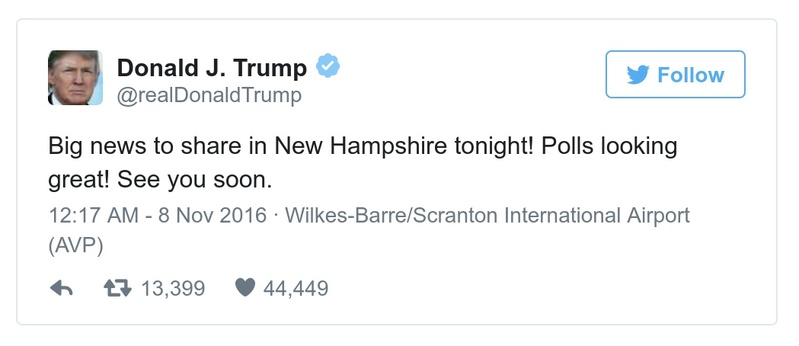 Donald J. Trump
@realDonaldTrump
Follow
Big news to share in New Hampshire tonight! Polls looking
great! See you soon.
12:17 AM - 8 Nov 2016 · Wilkes-Barre/Scranton International Airport
(AVP)
13,399 44,449